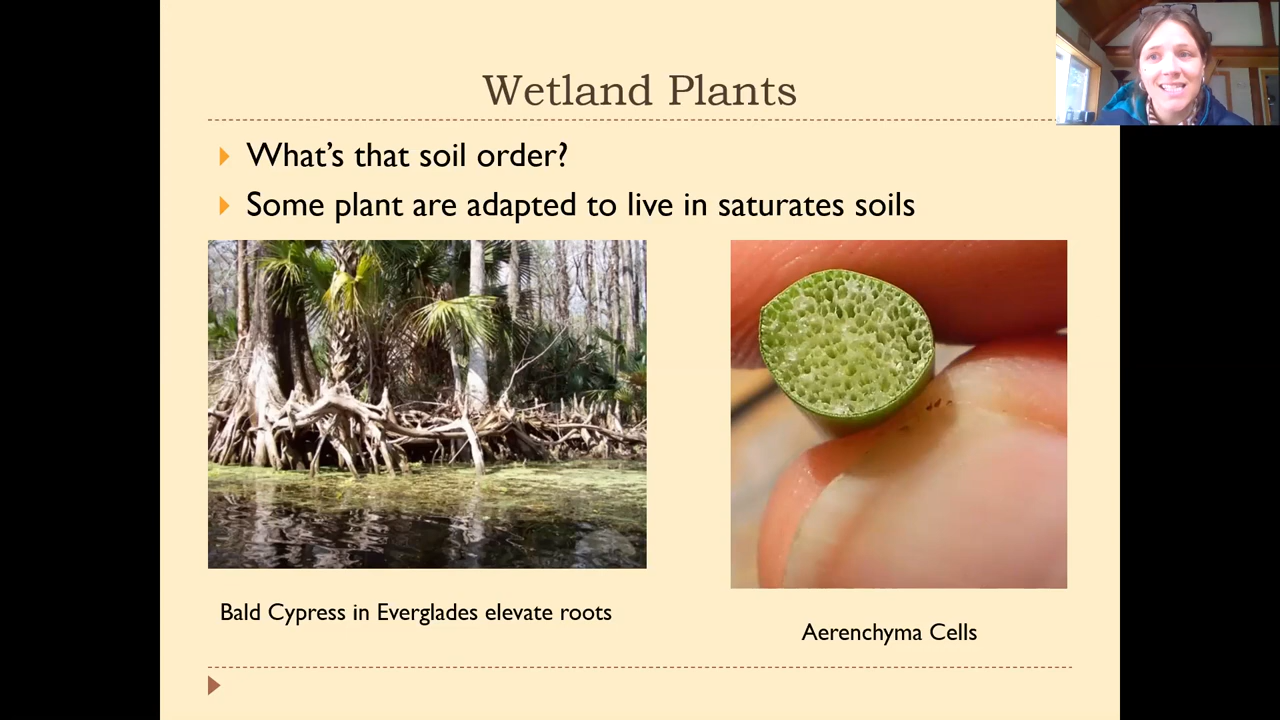 Wetland Plants
What's that soil order?
Some plant are adapted to live in saturates soils
Bald Cypress in Everglades elevate roots
Aerenchyma Cells